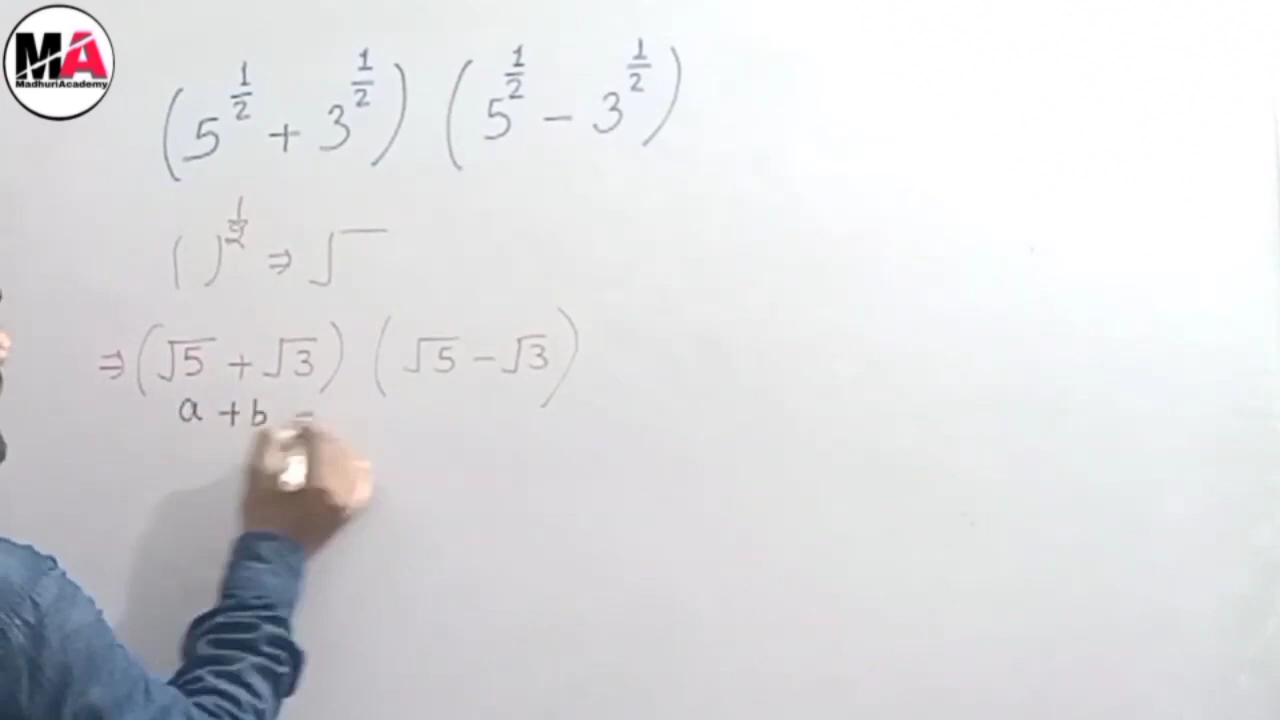 MA
MadhuriAcademy
(5^{1/2} + 3^{1/2}) (5^{1/2} - 3^{1/2})
( )^{1/2} ⇒ √
⇒ (√5 + √3) (√5 - √3)
a + b